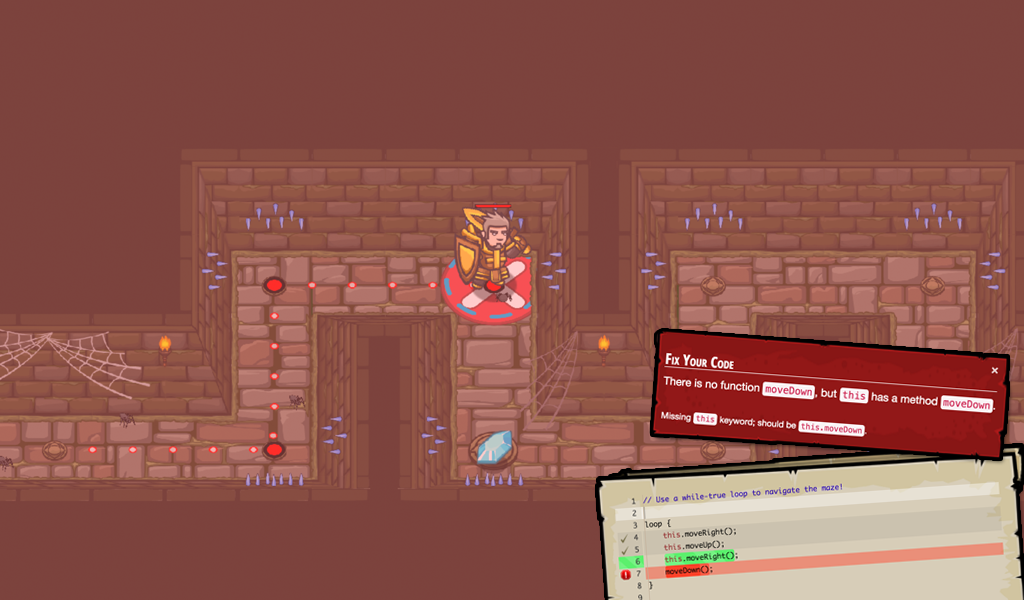 Fix Your Code
×
There is no function moveDown, but this has a method moveDown.
Missing this keyword; should be this.moveDown.
1 // Use a while-true loop to navigate the maze!
2
3 loop {
4 this.moveRight();
5 this.moveUp();
6 this.moveRight();
! 7 moveDown();
8 }
9